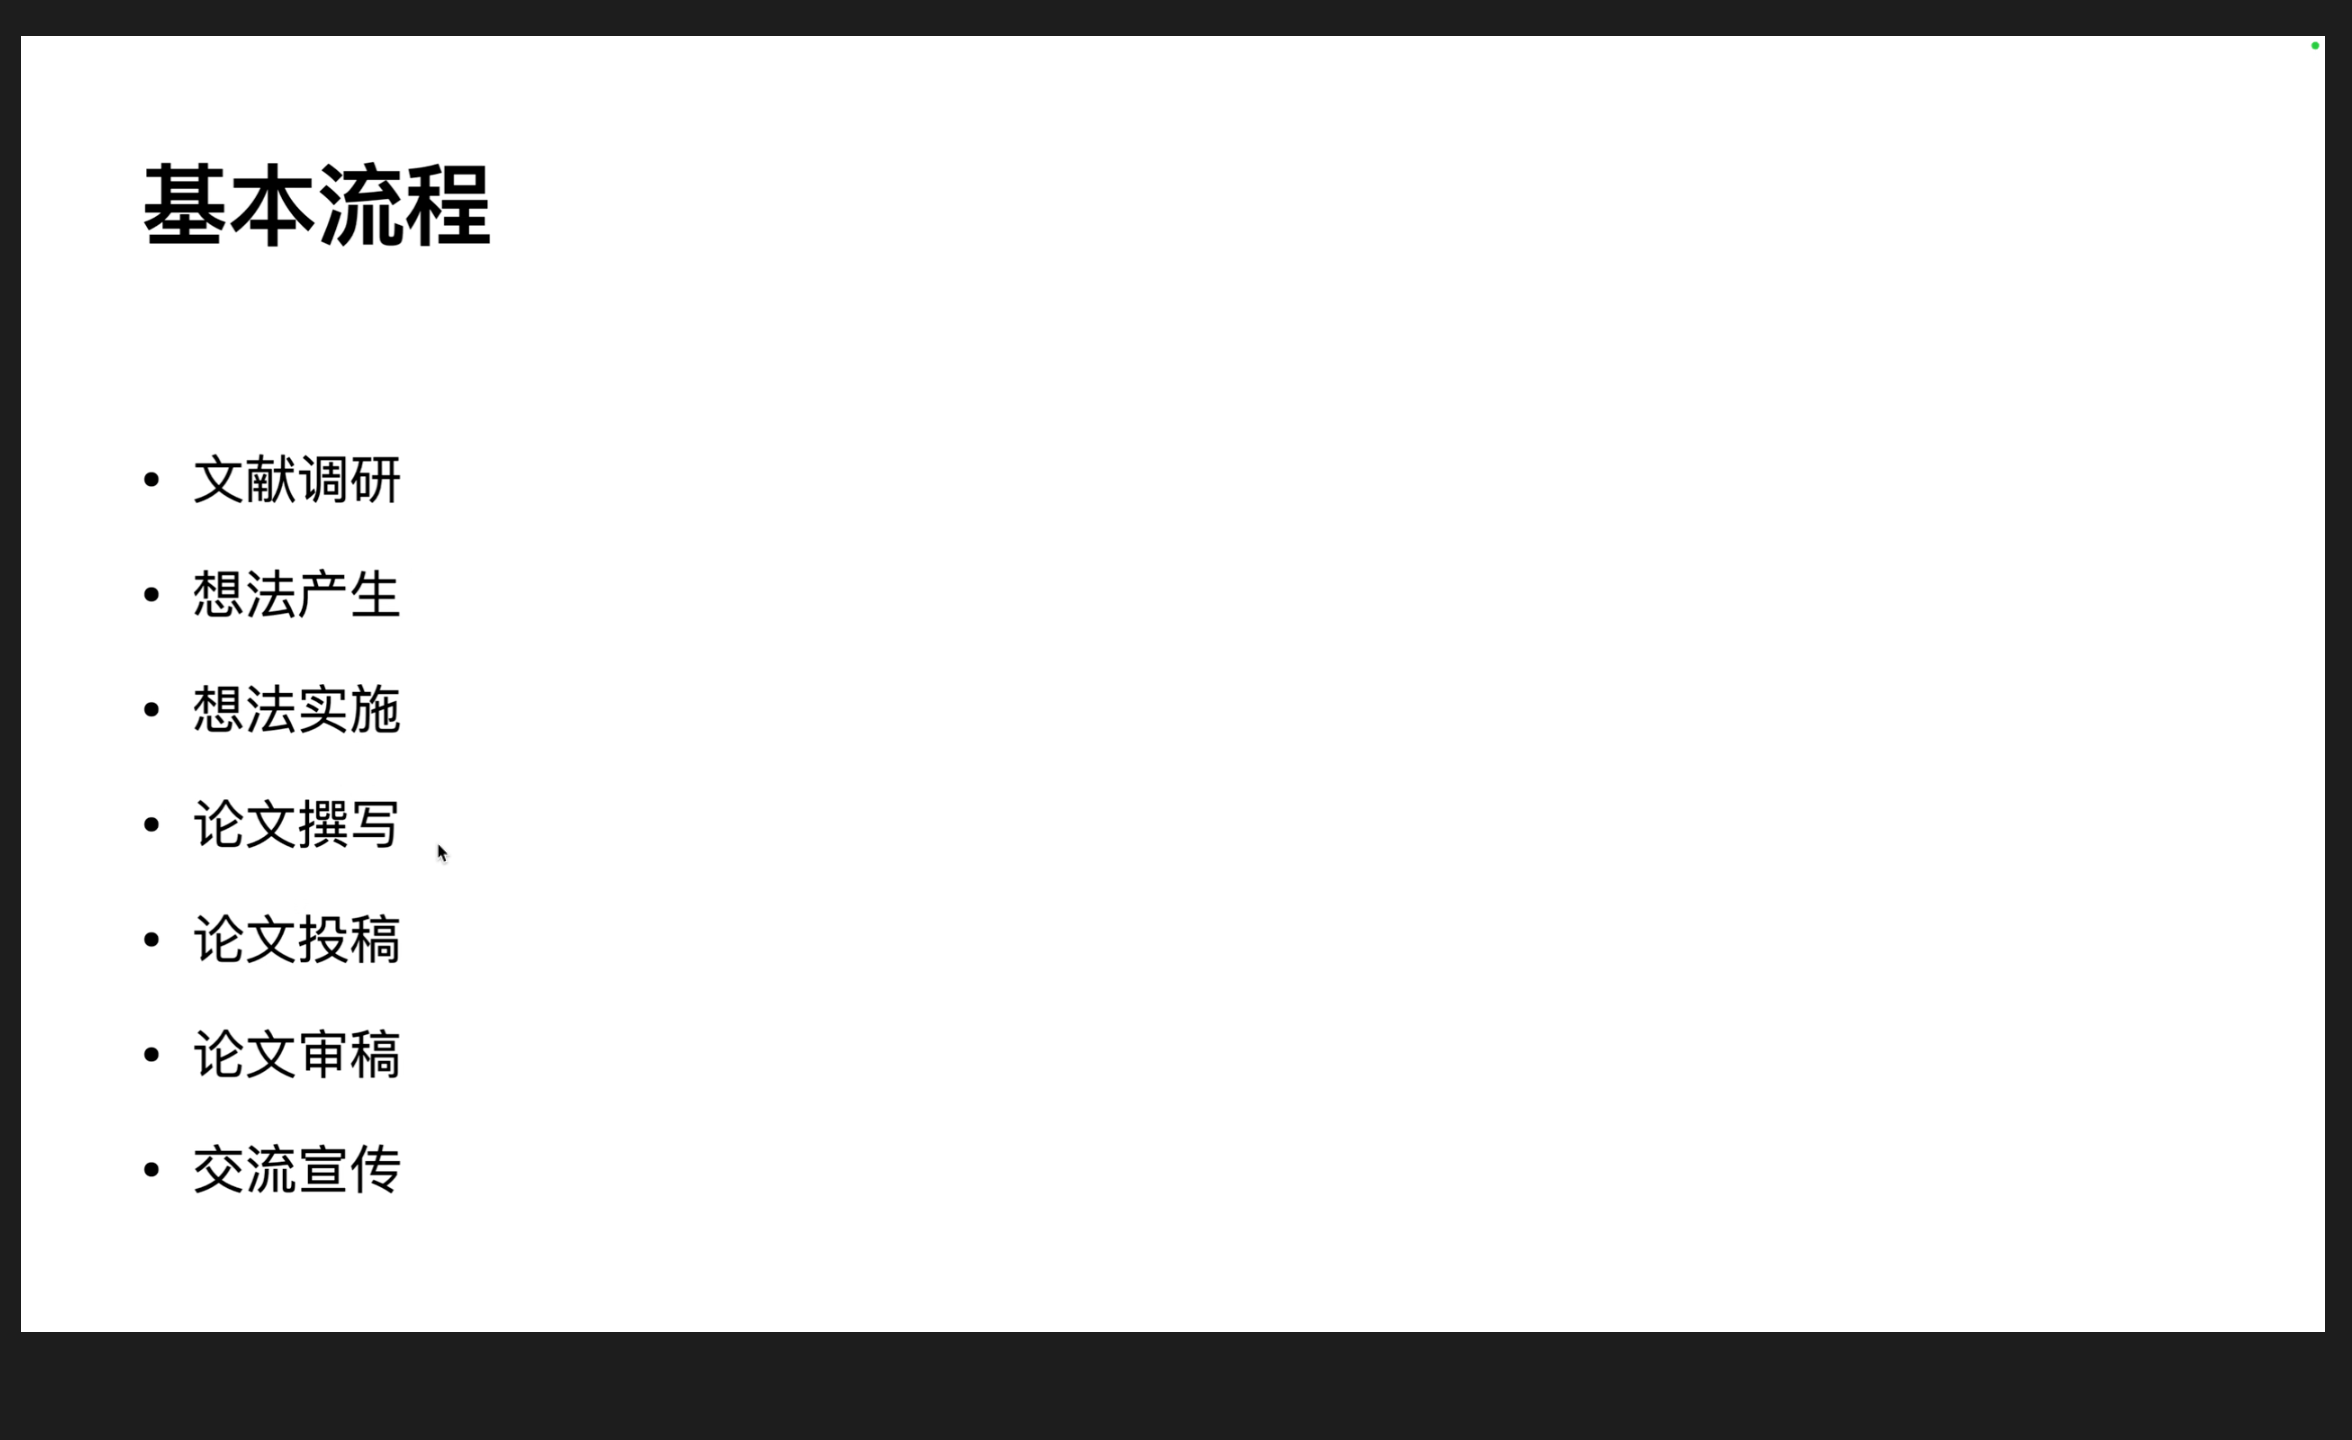 基本流程
• 文献调研
• 想法产生
• 想法实施
• 论文撰写
• 论文投稿
• 论文审稿
• 交流宣传